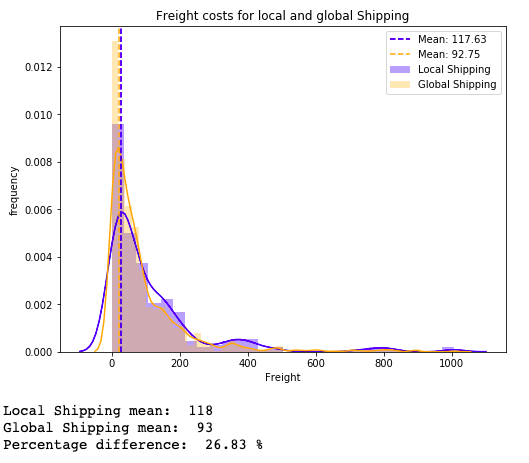 Freight costs for local and global Shipping
Mean: 117.63
Mean: 92.75
Local Shipping
Global Shipping
0.012
0.010
0.008
0.006
0.004
0.002
0.000
frequency
0 200 400 600 800 1000
Freight
Local Shipping mean: 118
Global Shipping mean: 93
Percentage difference: 26.83 %